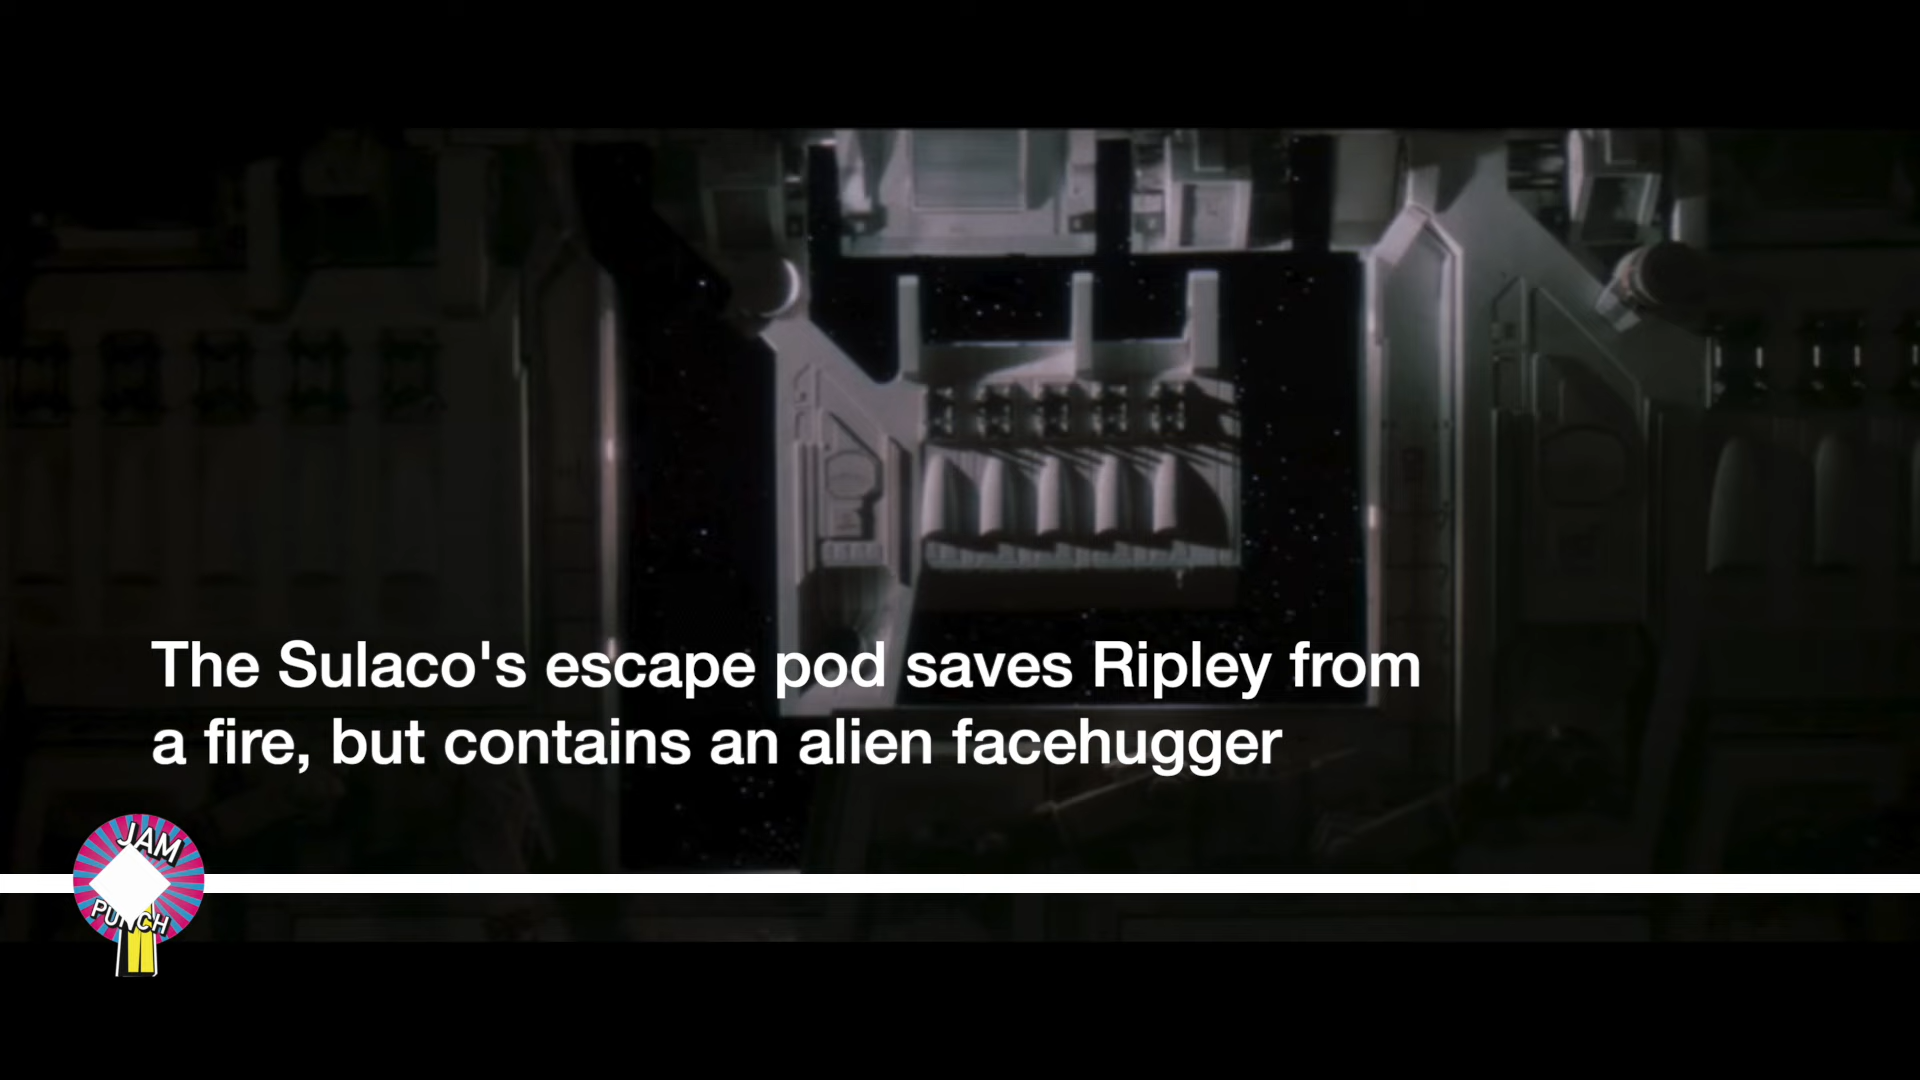 The Sulaco's escape pod saves Ripley from
a fire, but contains an alien facehugger
JAM
PUNCH